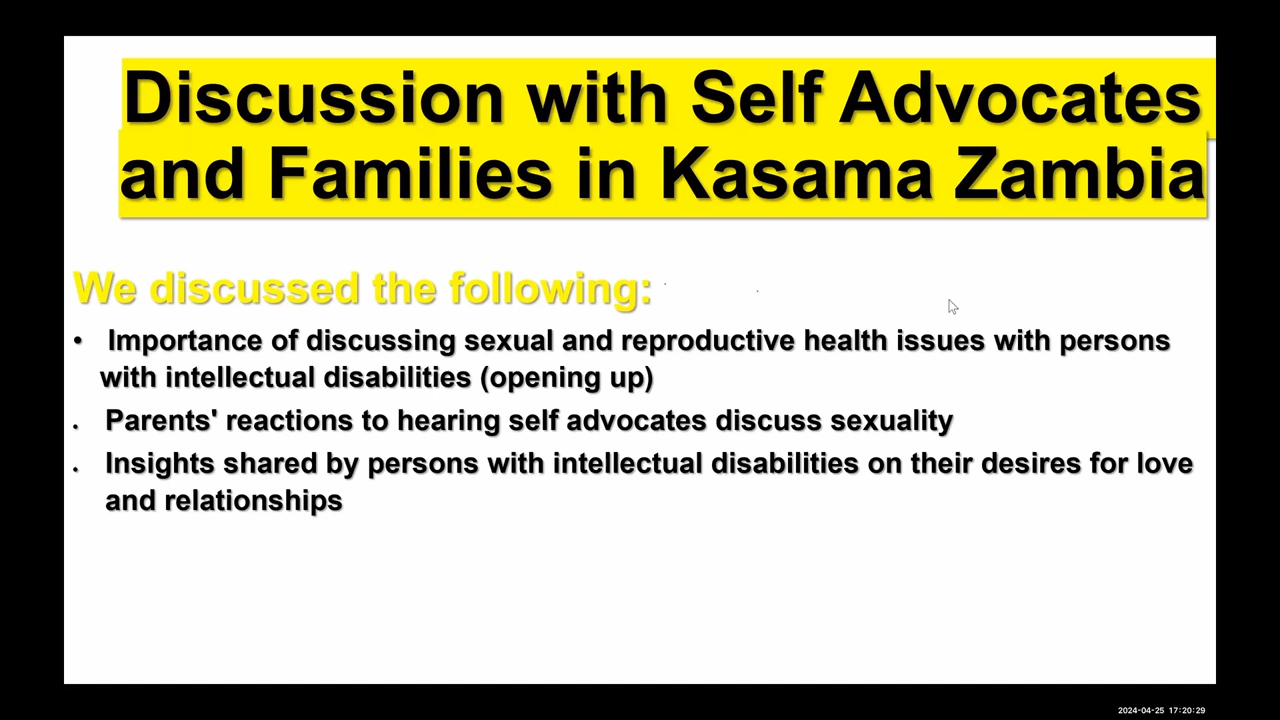 Discussion with Self Advocates
and Families in Kasama Zambia
We discussed the following:
• Importance of discussing sexual and reproductive health issues with persons
with intellectual disabilities (opening up)
• Parents' reactions to hearing self advocates discuss sexuality
• Insights shared by persons with intellectual disabilities on their desires for love
and relationships
2024-04-25 17:20:29